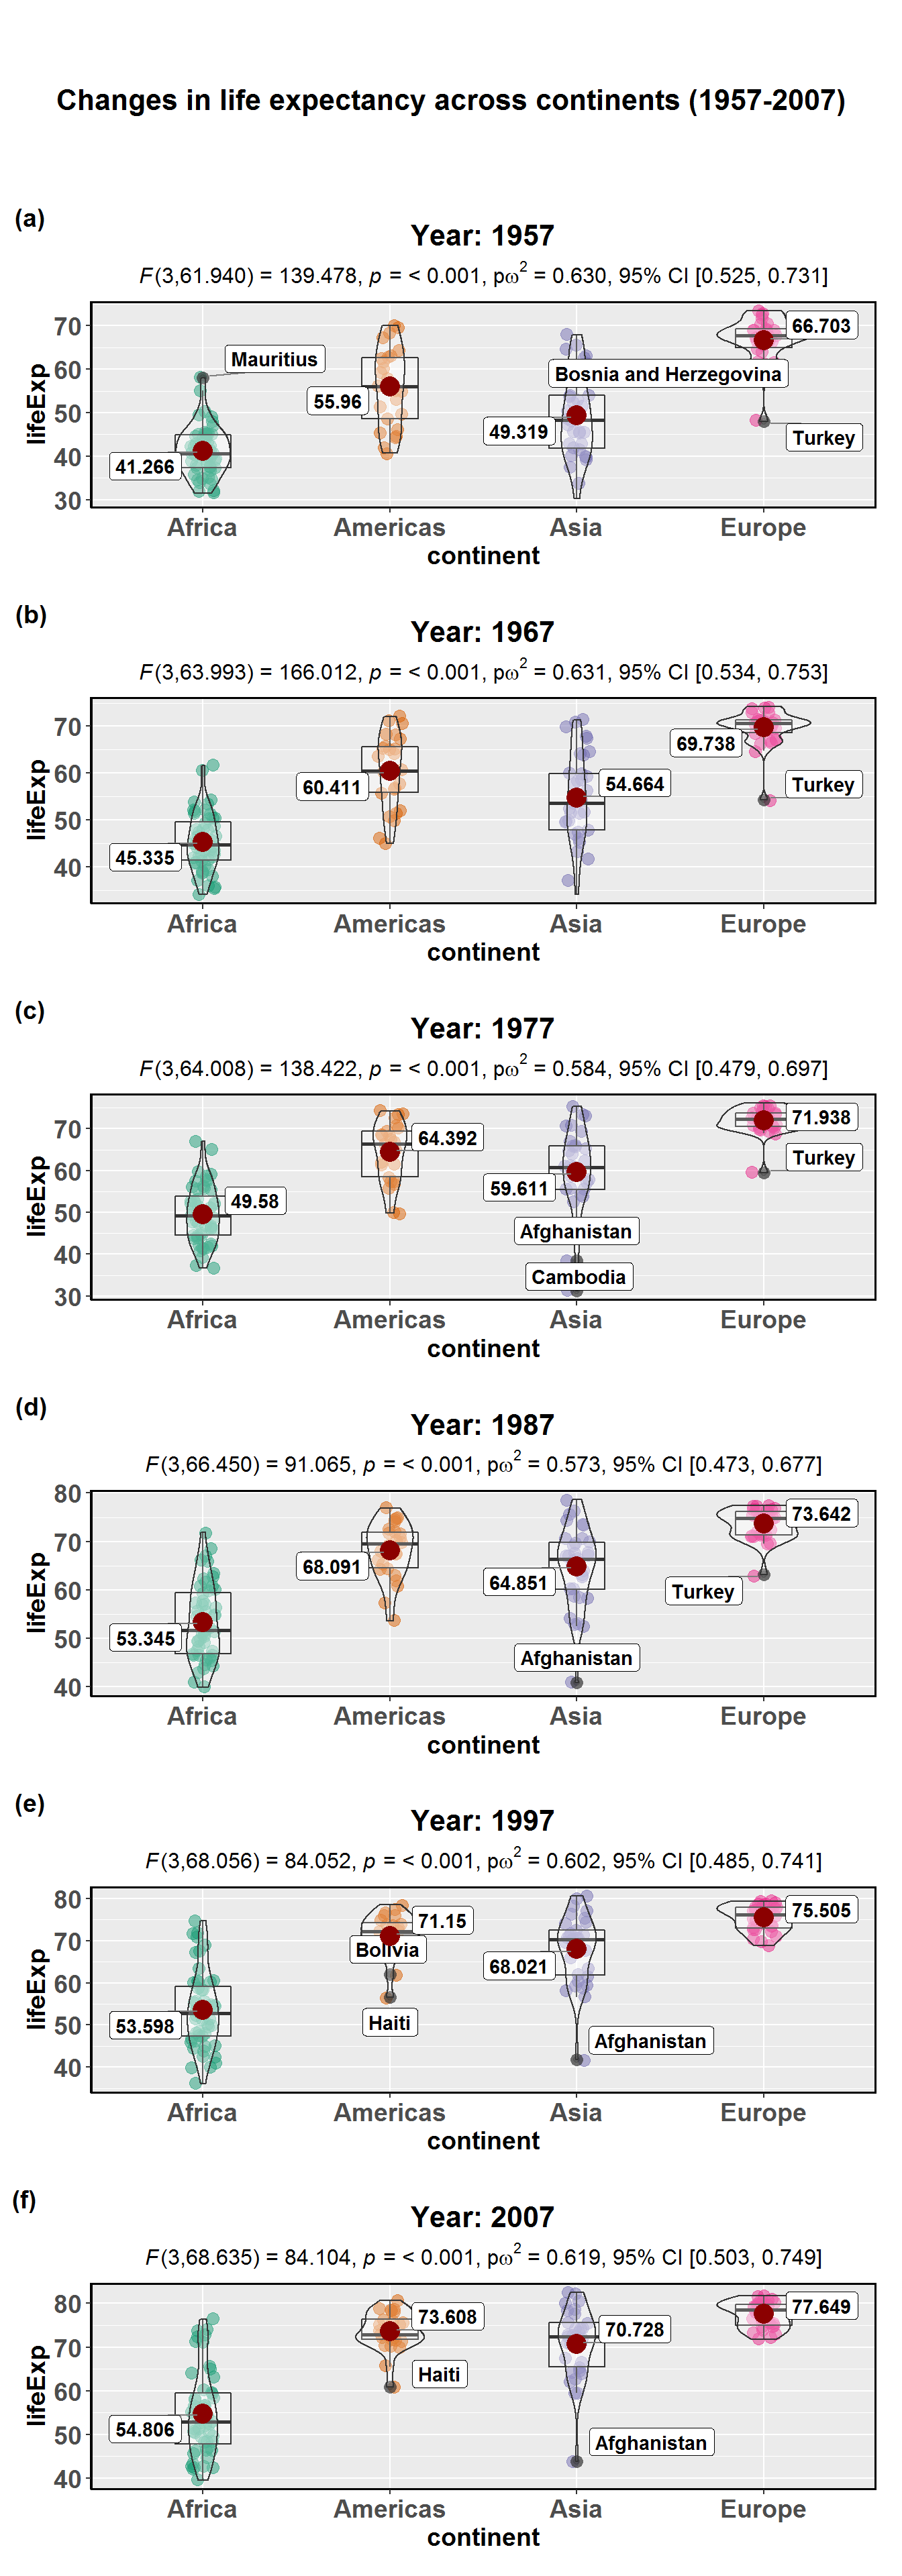 Changes in life expectancy across continents (1957-2007)
(a)
Year: 1957
F(3,61.940) = 139.478, p = < 0.001, pω² = 0.630, 95% CI [0.525, 0.731]
lifeExp
70
60
50
40
30
Mauritius
41.266
55.96
49.319
Bosnia and Herzegovina
66.703
Turkey
Africa Americas Asia Europe
continent
(b)
Year: 1967
F(3,63.993) = 166.012, p = < 0.001, pω² = 0.631, 95% CI [0.534, 0.753]
lifeExp
70
60
50
40
45.335
60.411
54.664
69.738
Turkey
Africa Americas Asia Europe
continent
(c)
Year: 1977
F(3,64.008) = 138.422, p = < 0.001, pω² = 0.584, 95% CI [0.479, 0.697]
lifeExp
70
60
50
40
30
49.58
64.392
59.611
Afghanistan
Cambodia
71.938
Turkey
Africa Americas Asia Europe
continent
(d)
Year: 1987
F(3,66.450) = 91.065, p = < 0.001, pω² = 0.573, 95% CI [0.473, 0.677]
lifeExp
80
70
60
50
40
53.345
68.091
64.851
Afghanistan
73.642
Turkey
Africa Americas Asia Europe
continent
(e)
Year: 1997
F(3,68.056) = 84.052, p = < 0.001, pω² = 0.602, 95% CI [0.485, 0.741]
lifeExp
80
70
60
50
40
53.598
71.15
Bolivia
Haiti
68.021
Afghanistan
75.505
Africa Americas Asia Europe
continent
(f)
Year: 2007
F(3,68.635) = 84.104, p = < 0.001, pω² = 0.619, 95% CI [0.503, 0.749]
lifeExp
80
70
60
50
40
54.806
73.608
Haiti
70.728
Afghanistan
77.649
Africa Americas Asia Europe
continent